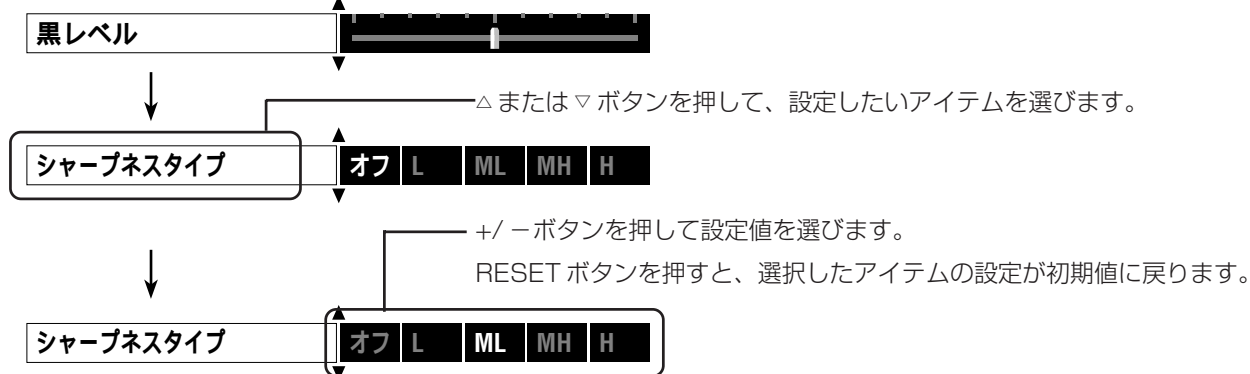 黒レベル
△ または ▽ ボタンを押して、設定したいアイテムを選びます。
シャープネスタイプ
オフ L ML MH H
+/ −ボタンを押して設定値を選びます。
RESET ボタンを押すと、選択したアイテムの設定が初期値に戻ります。
シャープネスタイプ
オフ L ML MH H